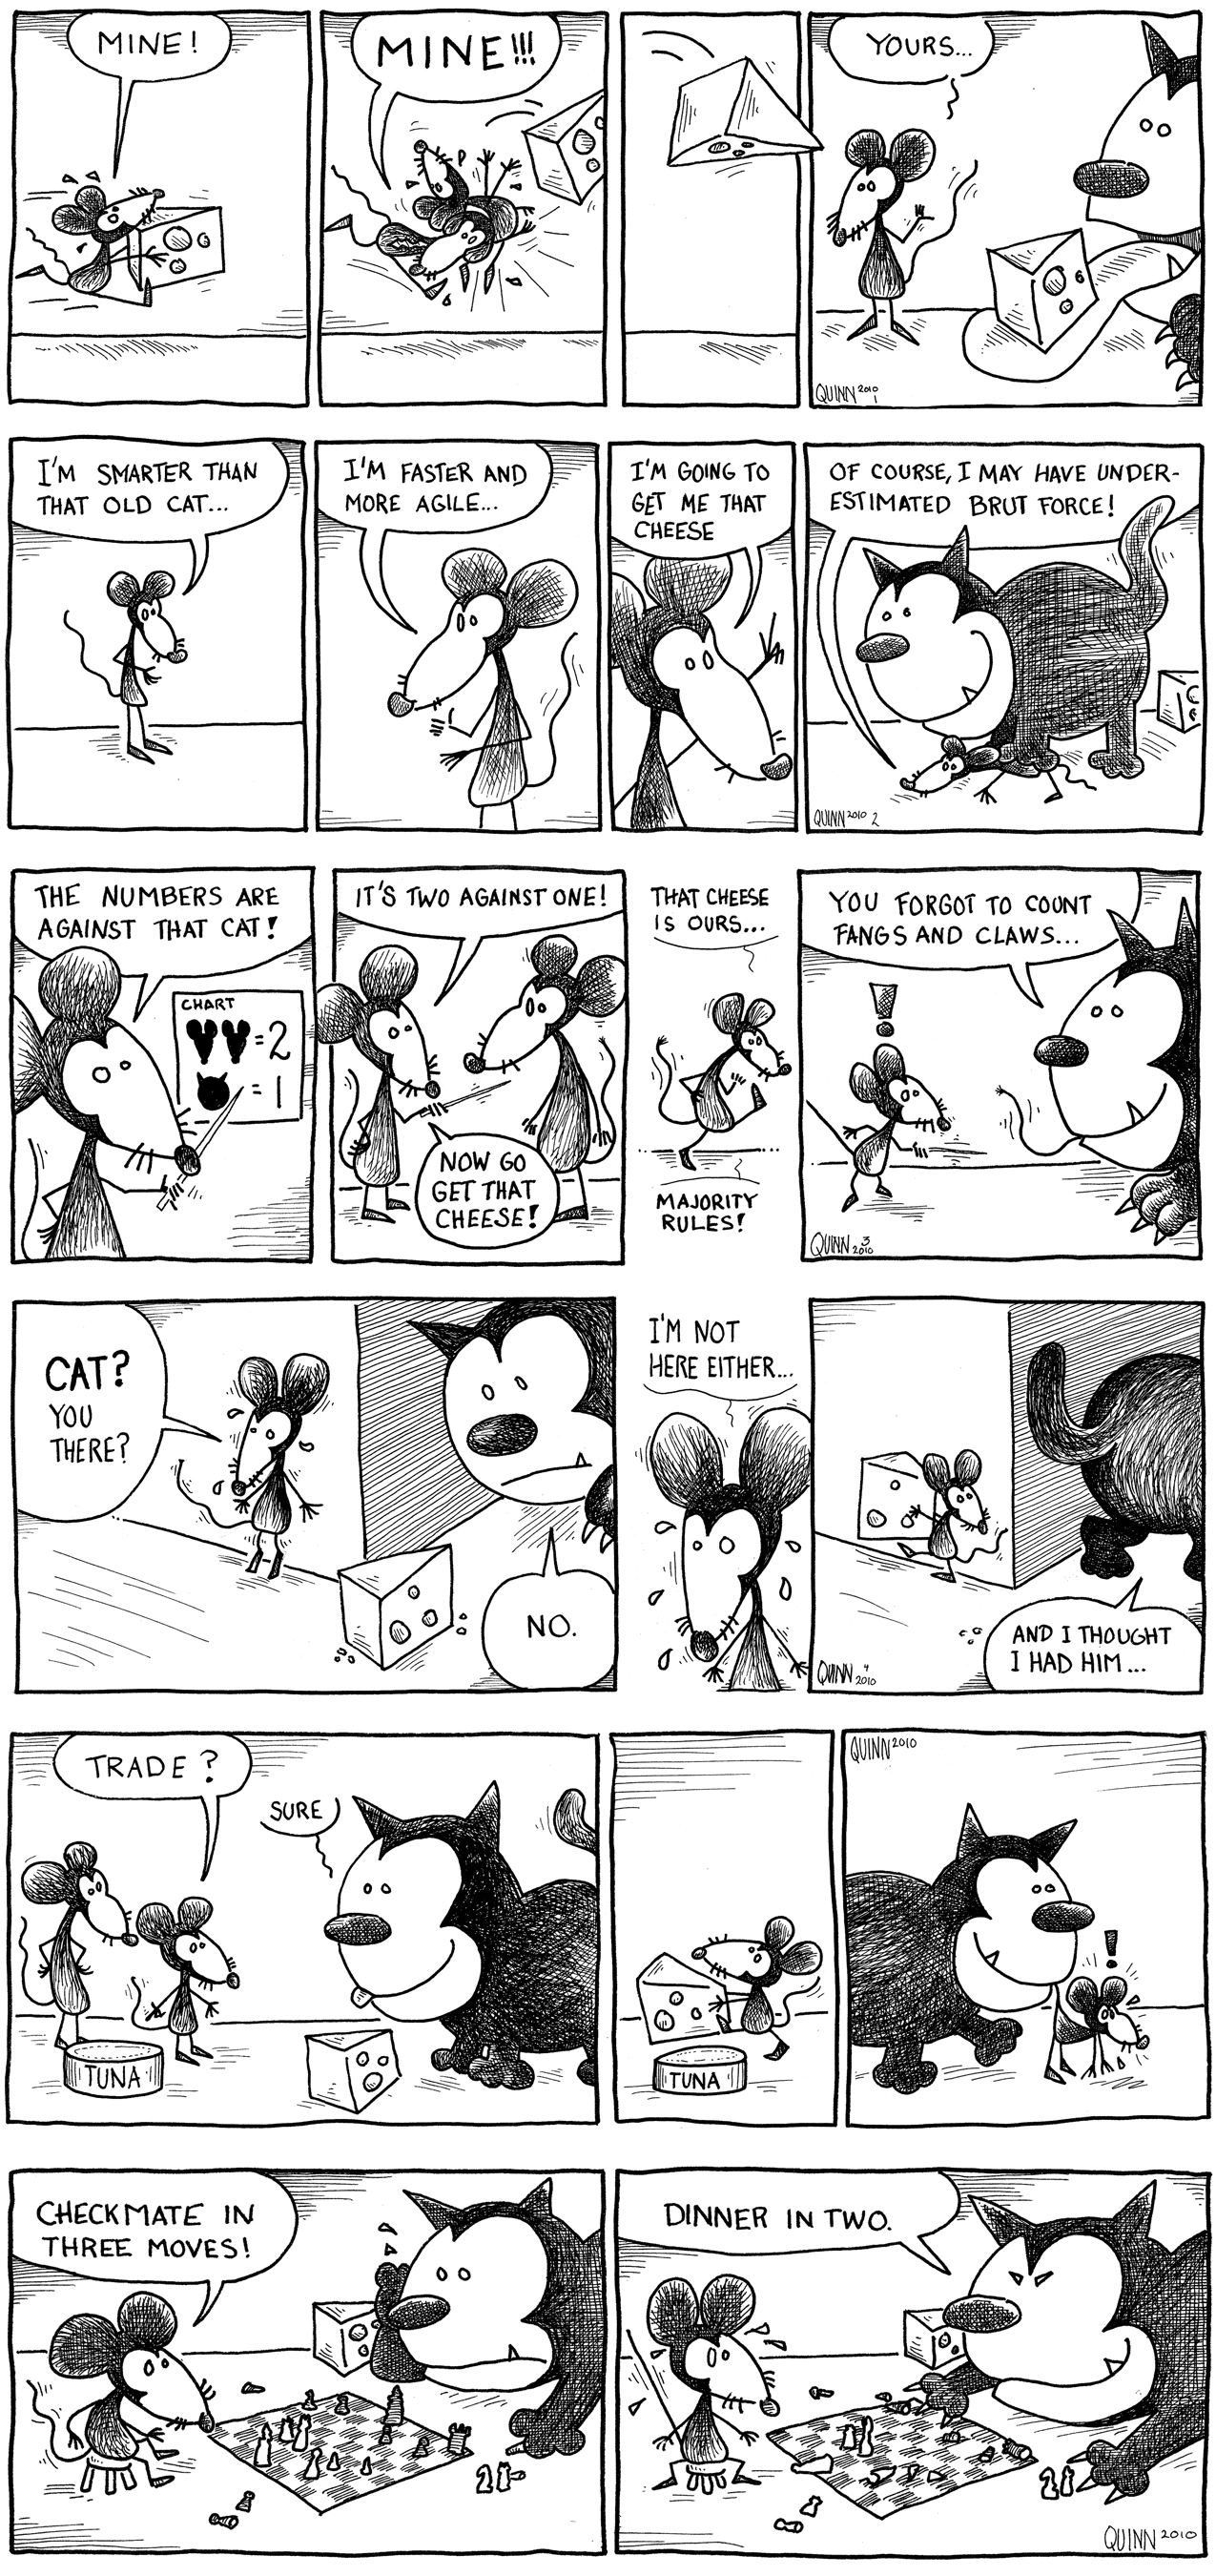 MINE!
MINE!!!
YOURS...
QUINN 2010
1
I'M SMARTER THAN
THAT OLD CAT...
I'M FASTER AND
MORE AGILE...
I'M GOING TO
GET ME THAT
CHEESE
OF COURSE, I MAY HAVE UNDER-
ESTIMATED BRUT FORCE!
QUINN 2010 2
THE NUMBERS ARE
AGAINST THAT CAT!
CHART
=2
=1
IT'S TWO AGAINST ONE!
NOW GO
GET THAT
CHEESE!
THAT CHEESE
IS OURS...
MAJORITY
RULES!
YOU FORGOT TO COUNT
FANGS AND CLAWS...
!
QUINN 3
2010
CAT?
YOU
THERE?
NO.
I'M NOT
HERE EITHER...
AND I THOUGHT
I HAD HIM...
QUINN 4
2010
TRADE?
SURE
TUNA
TUNA
QUINN 2010
!
CHECKMATE IN
THREE MOVES!
DINNER IN TWO.
QUINN 2010